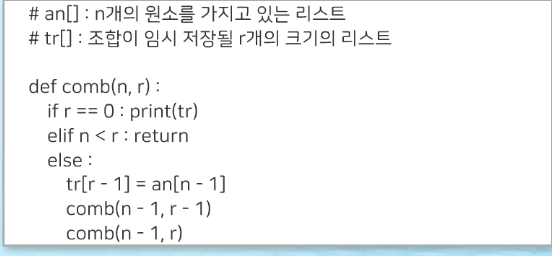 # an[] : n개의 원소를 가지고 있는 리스트
# tr[] : 조합이 임시 저장될 r개의 크기의 리스트
def comb(n, r) :
if r == 0 : print(tr)
elif n < r : return
else :
tr[r - 1] = an[n - 1]
comb(n - 1, r - 1)
comb(n - 1, r)